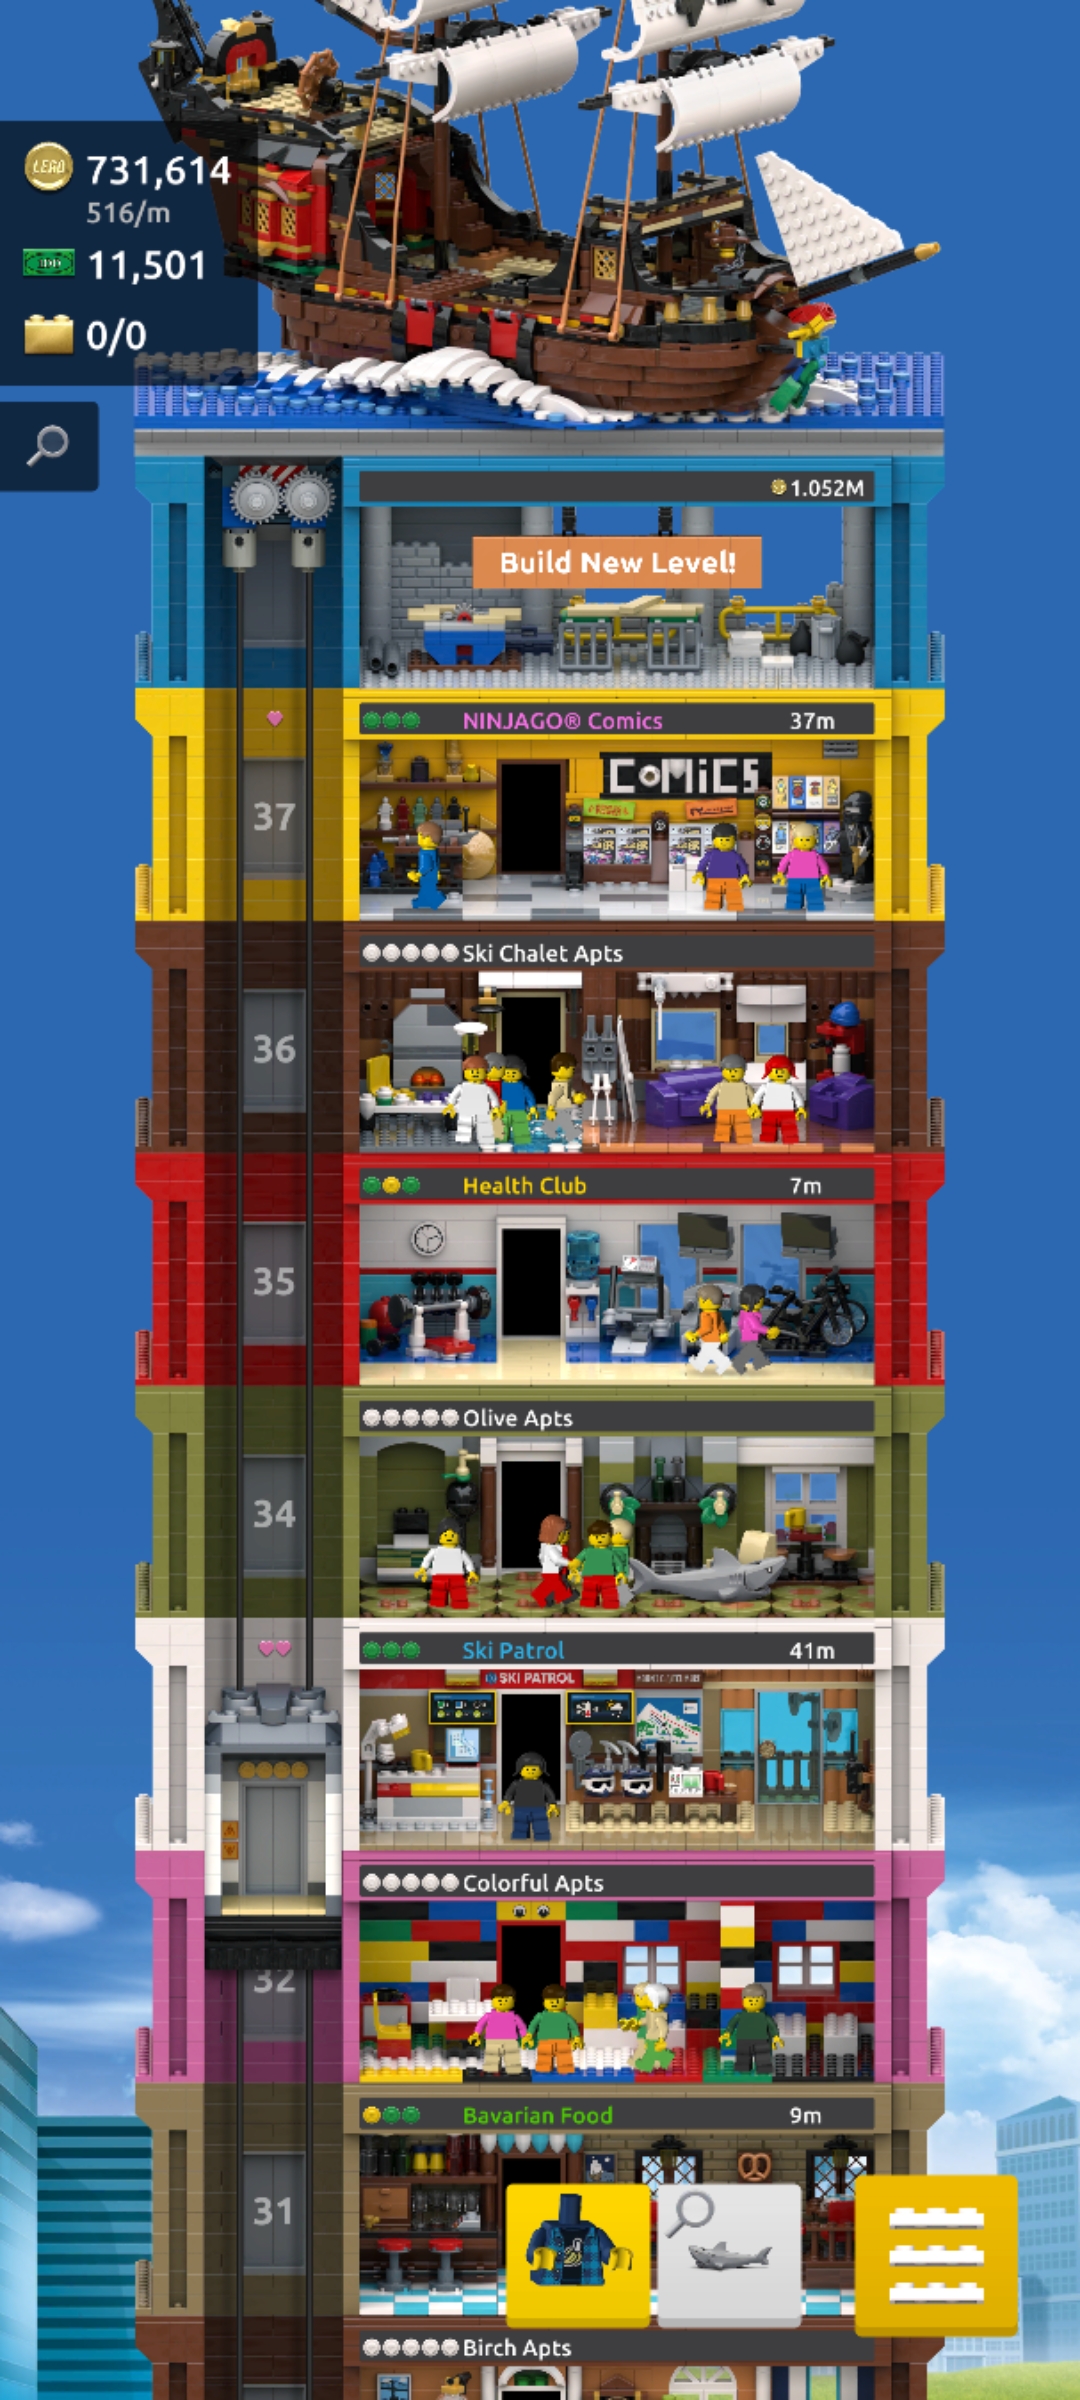 LEGO
731,614
516/m
11,501
0/0
1.052M
Build New Level!
NINJAGO® Comics 37m
COMICS
37
Ski Chalet Apts
36
Health Club 7m
35
Olive Apts
34
Ski Patrol 41m
SKI PATROL
Colorful Apts
32
Bavarian Food 9m
31
Birch Apts